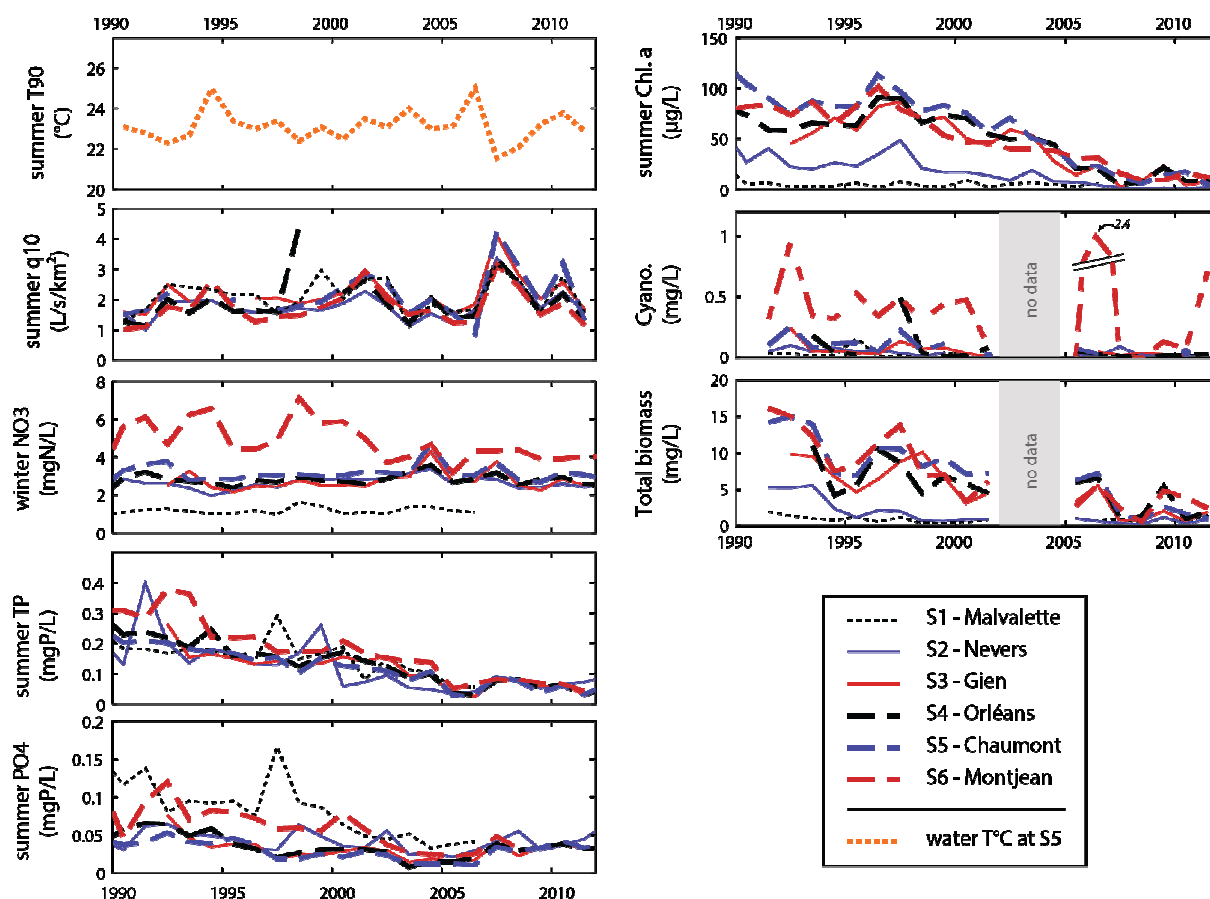 1990 1995 2000 2005 2010
summer T90
(°C)
26
24
22
20
summer q10
(L/s/km²)
5
4
3
2
1
0
winter NO3
(mgN/L)
8
6
4
2
0
summer TP
(mgP/L)
0.4
0.3
0.2
0.1
0
summer PO4
(mgP/L)
0.2
0.15
0.1
0.05
0
1990 1995 2000 2005 2010
1990 1995 2000 2005 2010
summer Chl. a
(µg/L)
150
100
50
0
Cyano.
(mg/L)
1
0.5
0
no data
2.4
Total biomass
(mg/L)
20
15
10
5
0
no data
1990 1995 2000 2005 2010
S1 - Malvalette
S2 - Nevers
S3 - Gien
S4 - Orléans
S5 - Chaumont
S6 - Montjean
water T°C at S5